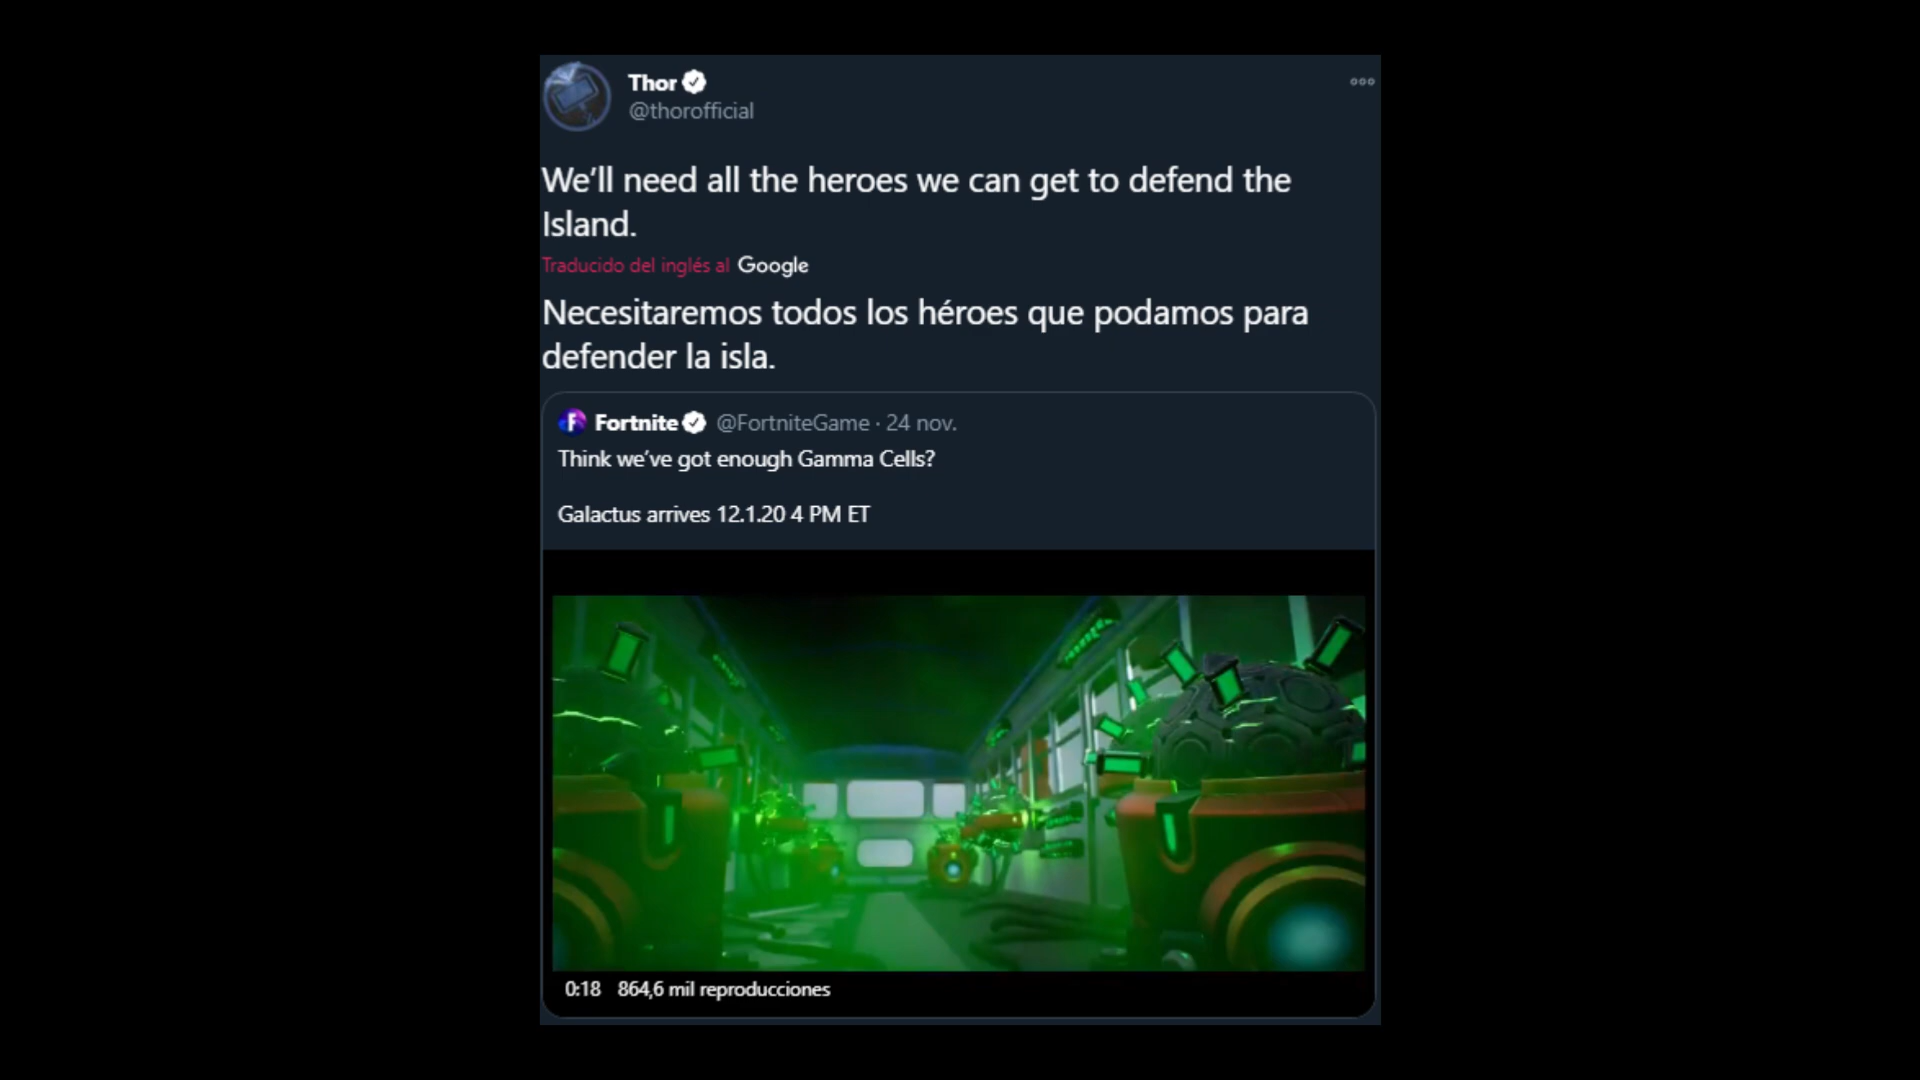 Thor
@thorofficial
We’ll need all the heroes we can get to defend the
Island.
Traducido del inglés al Google
Necesitaremos todos los héroes que podamos para
defender la isla.
Fortnite @FortniteGame · 24 nov.
Think we’ve got enough Gamma Cells?
Galactus arrives 12.1.20 4 PM ET
0:18 864,6 mil reproducciones